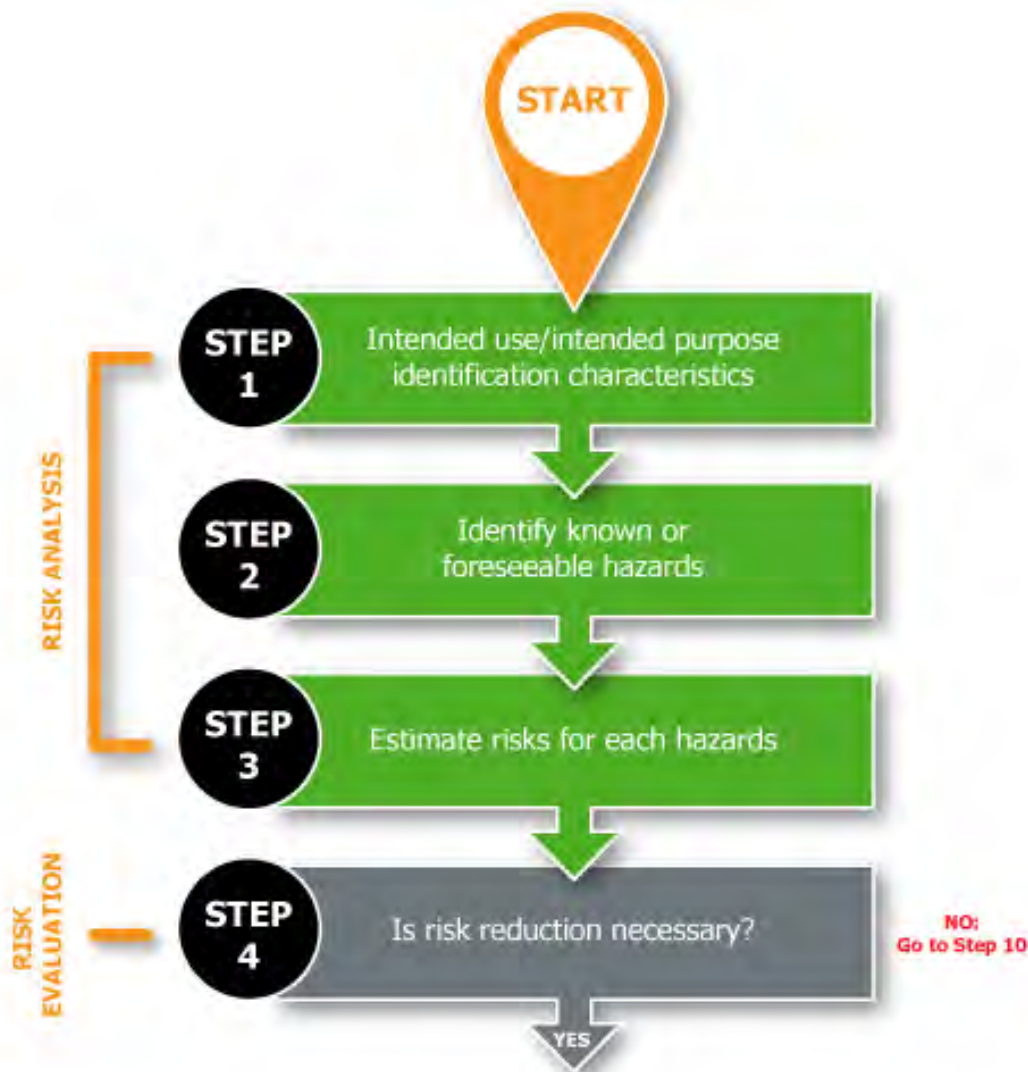 START
STEP
1
Intended use/intended purpose
identification characteristics
STEP
2
Identify known or
foreseeable hazards
RISK ANALYSIS
STEP
3
Estimate risks for each hazards
RISK
EVALUATION
STEP
4
Is risk reduction necessary?
NO:
Go to Step 10
YES